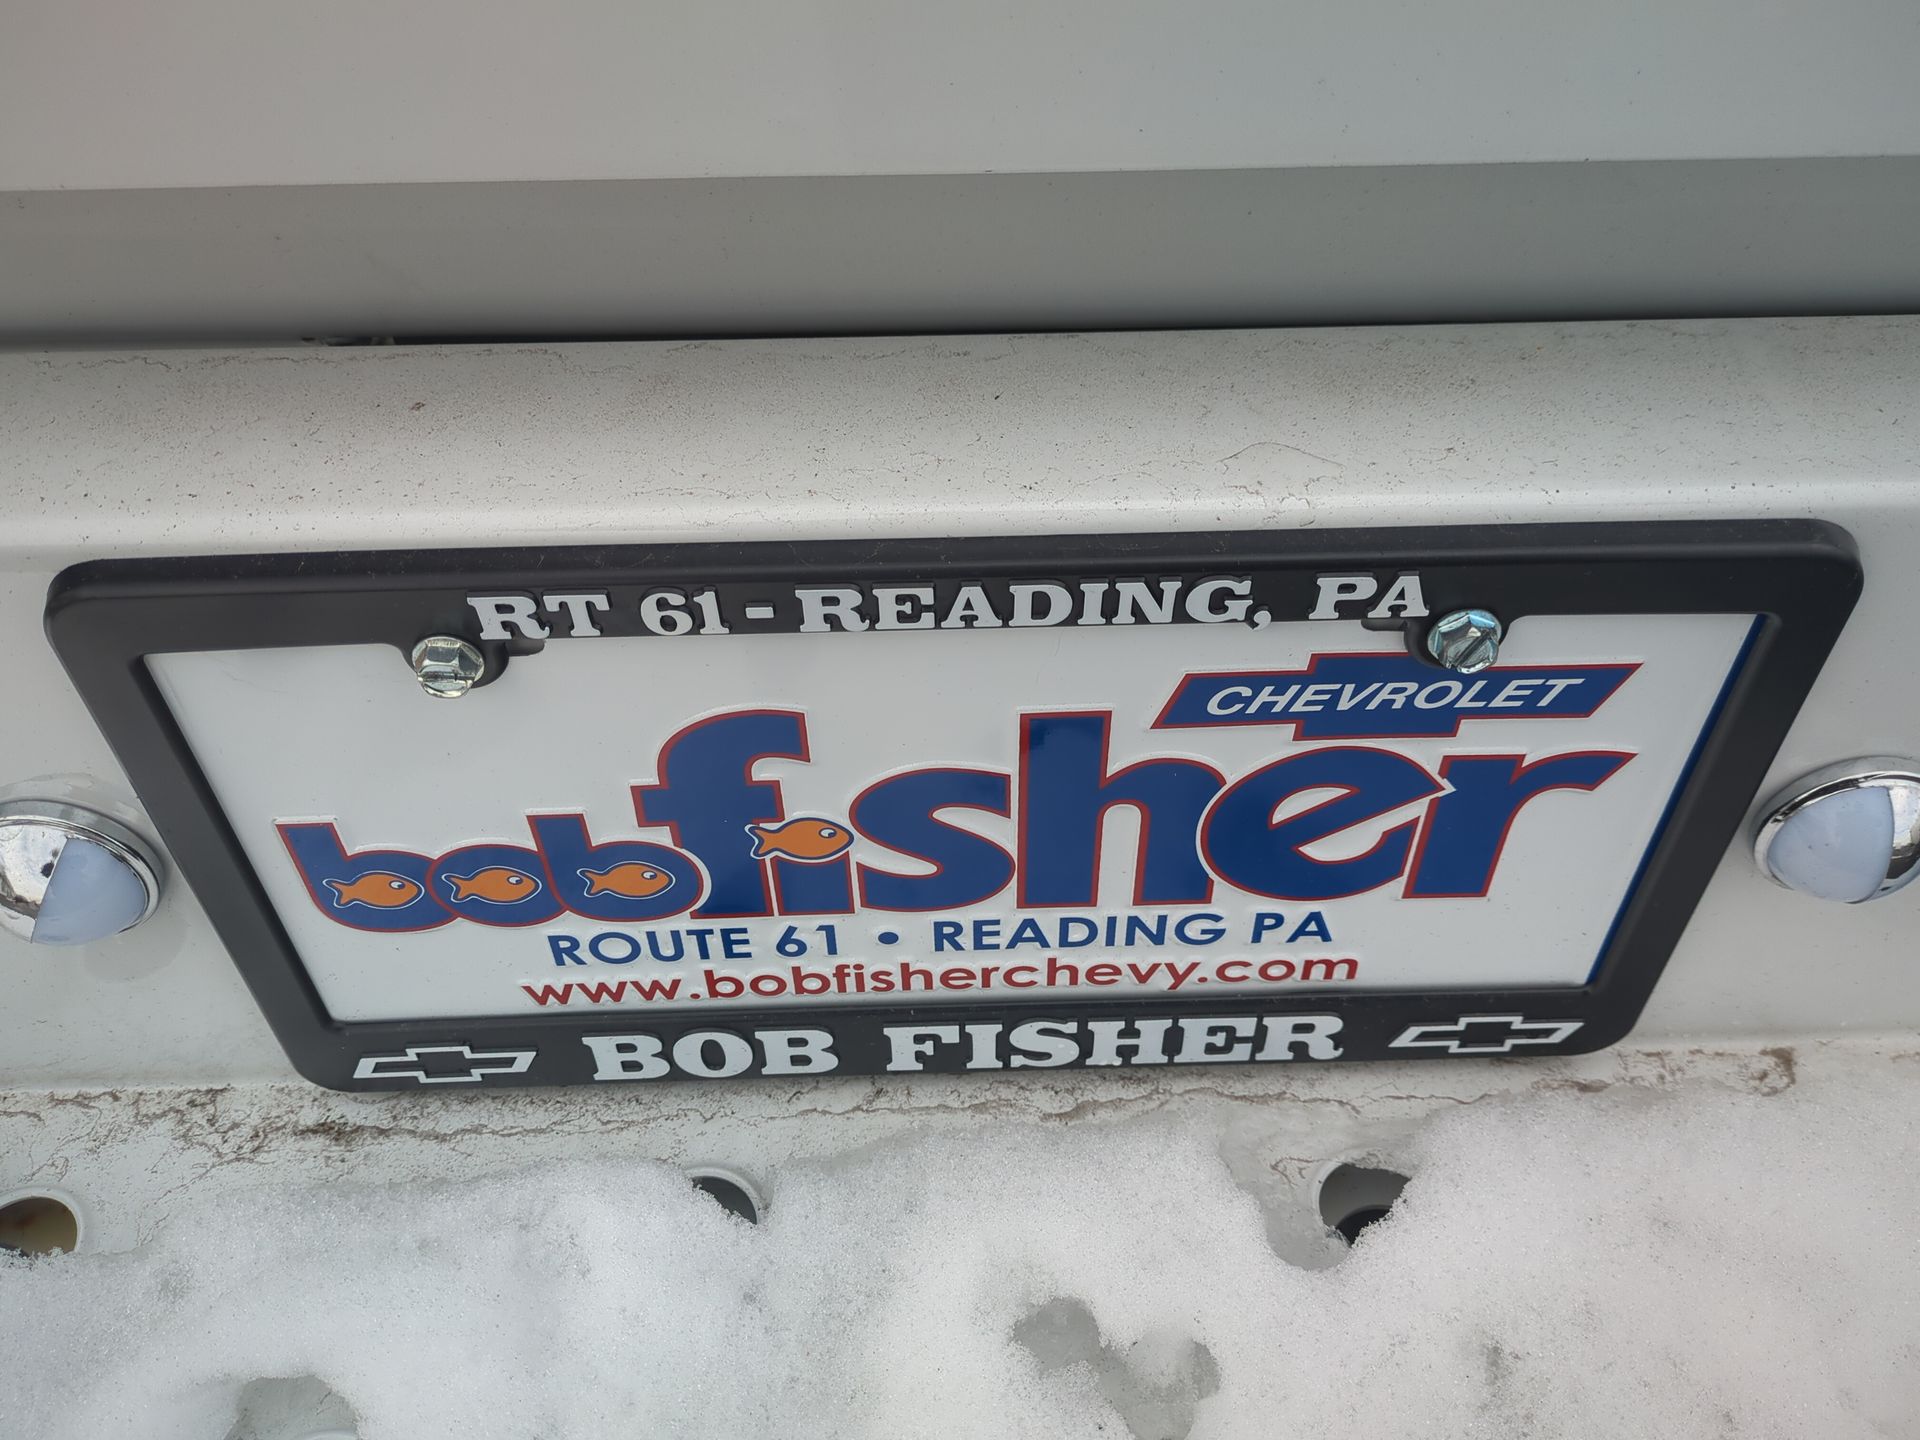 RT 61 - READING, PA
CHEVROLET
bobfisher
ROUTE 61 • READING PA
www.bobfisherchevy.com
BOB FISHER